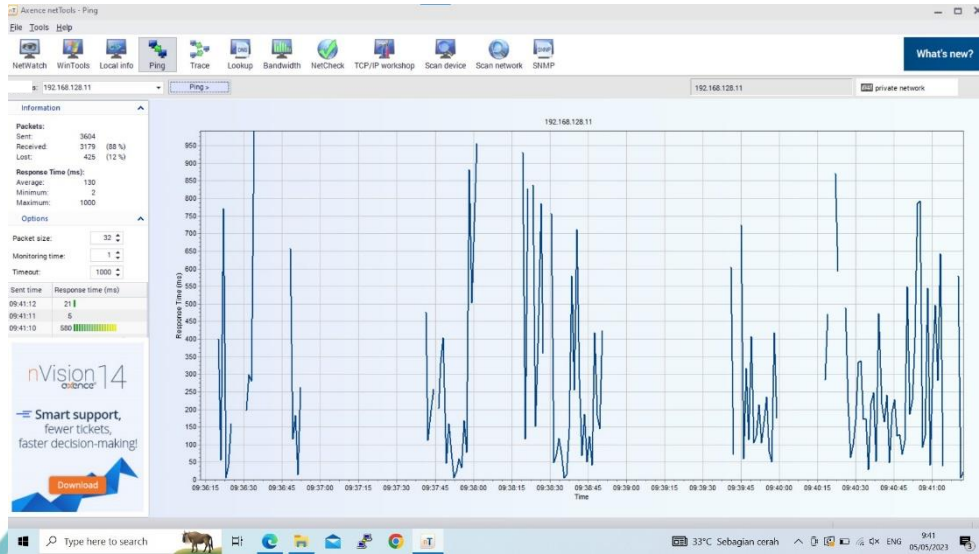 Axence netTools - Ping
File Tools Help
NetWatch WinTools Local info Ping Trace Lookup Bandwidth NetCheck TCP/IP workshop Scan device Scan network SNMP
What's new?
s: 192.168.128.11 Ping > 192.168.128.11 private network
Information
Packets:
Sent: 3604
Received: 3179 (88 %)
Lost: 425 (12 %)
Response Time (ms):
Average: 130
Minimum: 2
Maximum: 1000
Options
Packet size: 32
Monitoring time: 1
Timeout: 1000
Sent time Response time (ms)
09:41:12 21
09:41:11 5
09:41:10 580
nVision 14
axence
Smart support,
fewer tickets,
faster decision-making!
Download
192.168.128.11
Response Time (ms)
950
900
850
800
750
700
650
600
550
500
450
400
350
300
250
200
150
100
50
0
09:36:15 09:36:30 09:36:45 09:37:00 09:37:15 09:37:30 09:37:45 09:38:00 09:38:15 09:38:30 09:38:45 09:39:00 09:39:15 09:39:30 09:39:45 09:40:00 09:40:15 09:40:30 09:40:45 09:41:00
Time
Type here to search
33°C Sebagian cerah
ENG
9:41
05/05/2023